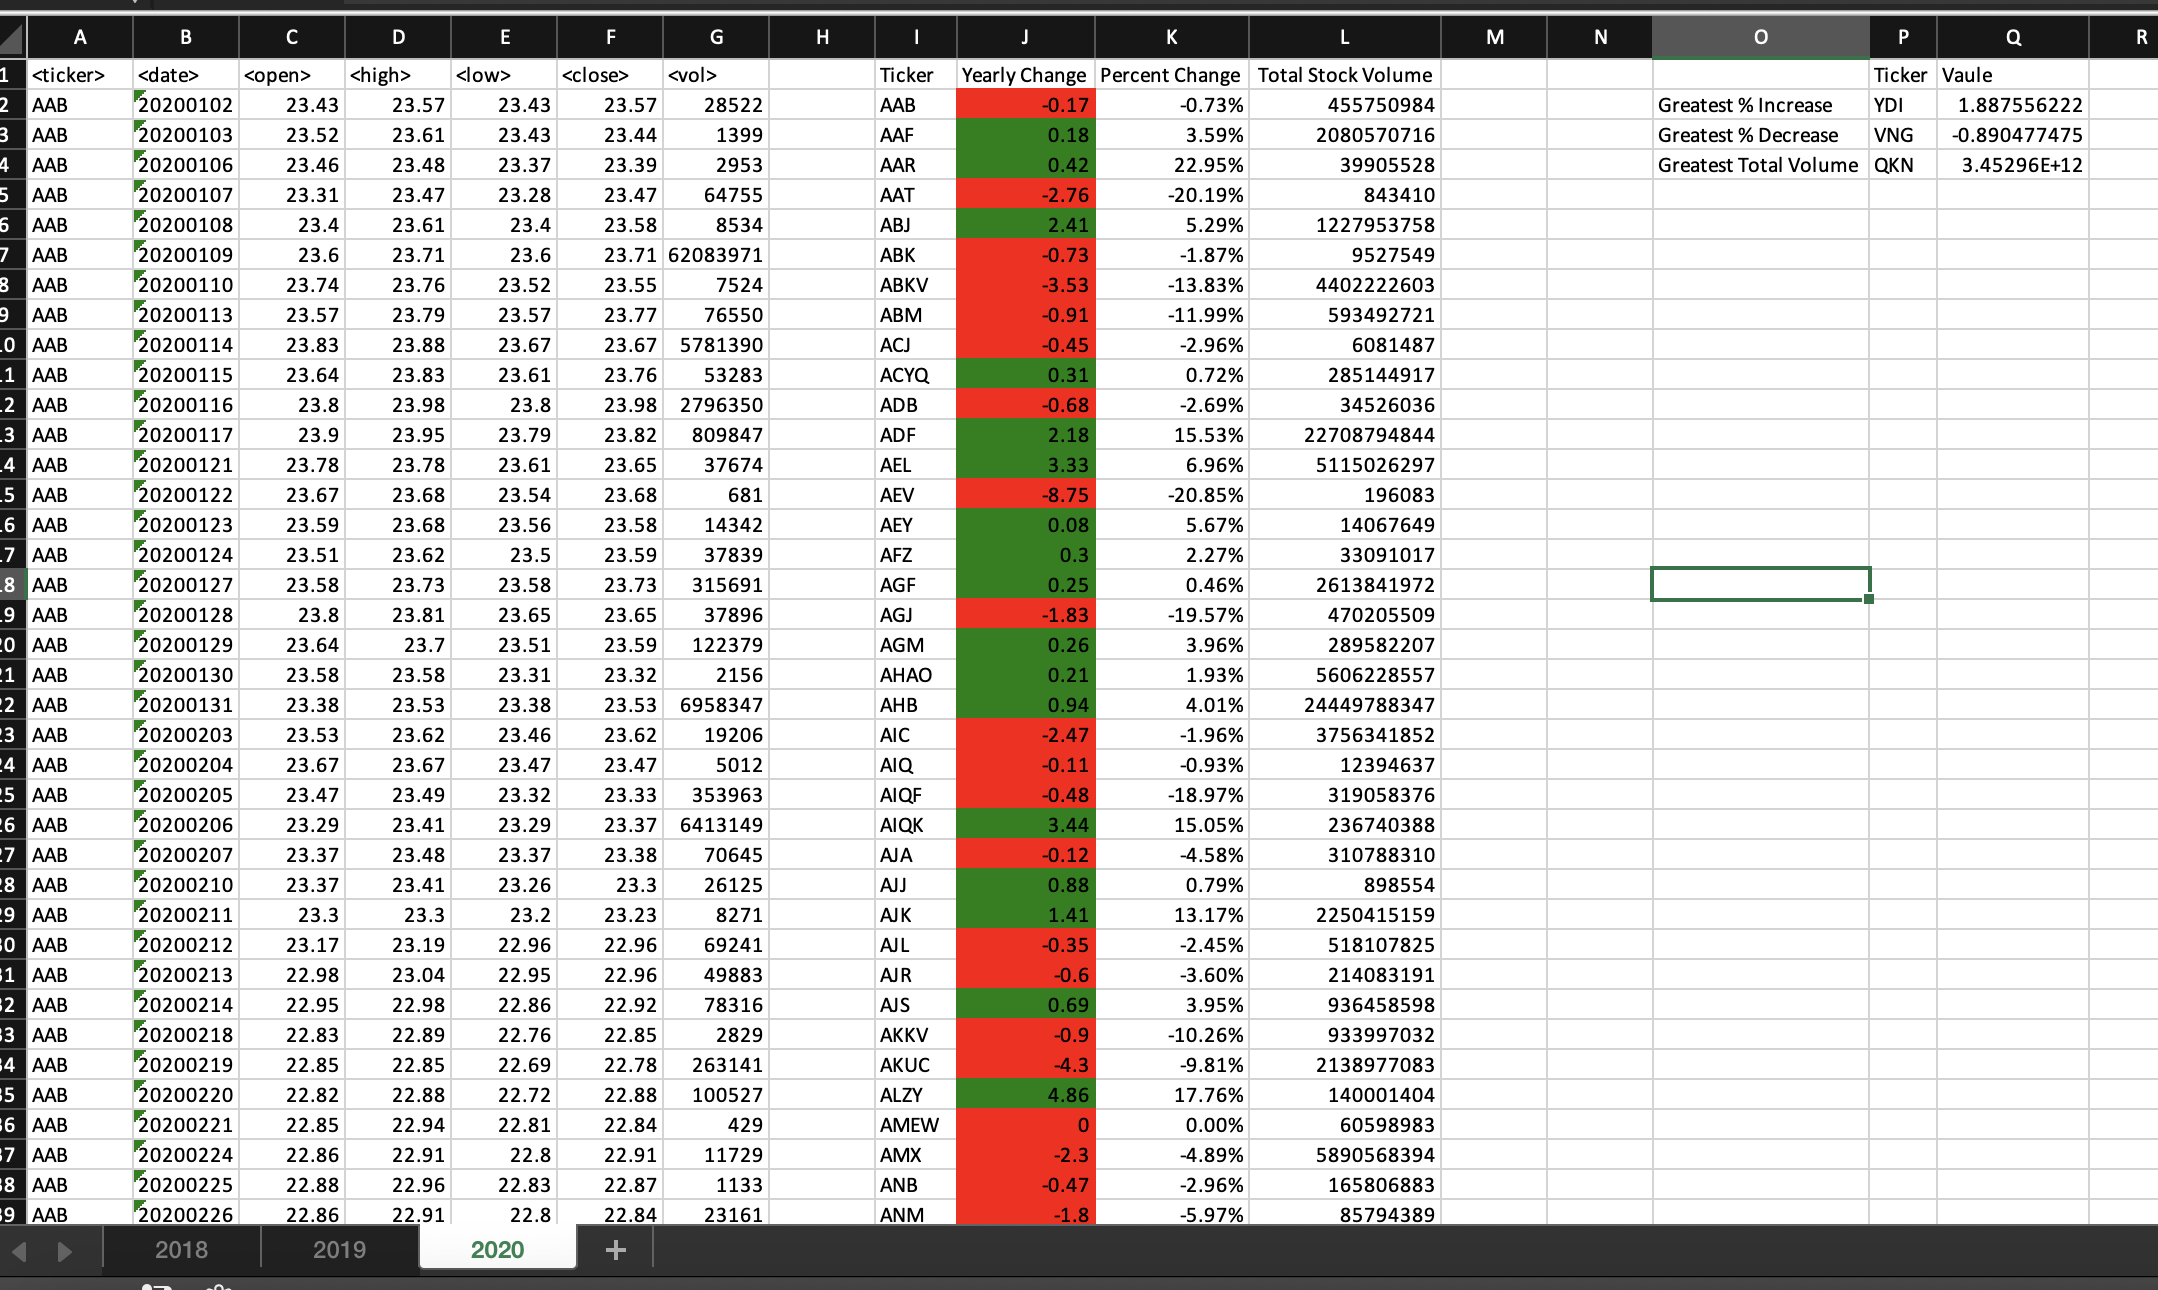 A B C D E F G H I J K L M N O P Q R
1 <ticker> <date> <open> <high> <low> <close> <vol> Ticker Yearly Change Percent Change Total Stock Volume Ticker Vaule
2 AAB 20200102 23.43 23.57 23.43 23.57 28522 AAB -0.17 -0.73% 455750984 Greatest % Increase YDI 1.887556222
3 AAB 20200103 23.52 23.61 23.43 23.44 1399 AAF 0.18 3.59% 2080570716 Greatest % Decrease VNG -0.890477475
4 AAB 20200106 23.46 23.48 23.37 23.39 2953 AAR 0.42 22.95% 39905528 Greatest Total Volume QKN 3.45296E+12
5 AAB 20200107 23.31 23.47 23.28 23.47 64755 AAT -2.76 -20.19% 843410
6 AAB 20200108 23.4 23.61 23.4 23.58 8534 ABJ 2.41 5.29% 1227953758
7 AAB 20200109 23.6 23.71 23.6 23.71 62083971 ABK -0.73 -1.87% 9527549
8 AAB 20200110 23.74 23.76 23.52 23.55 7524 ABKV -3.53 -13.83% 4402222603
9 AAB 20200113 23.57 23.79 23.57 23.77 76550 ABM -0.91 -11.99% 593492721
0 AAB 20200114 23.83 23.88 23.67 23.67 5781390 ACJ -0.45 -2.96% 6081487
1 AAB 20200115 23.64 23.83 23.61 23.76 53283 ACYQ 0.31 0.72% 285144917
2 AAB 20200116 23.8 23.98 23.8 23.98 2796350 ADB -0.68 -2.69% 34526036
3 AAB 20200117 23.9 23.95 23.79 23.82 809847 ADF 2.18 15.53% 22708794844
4 AAB 20200121 23.78 23.78 23.61 23.65 37674 AEL 3.33 6.96% 5115026297
5 AAB 20200122 23.67 23.68 23.54 23.68 681 AEV -8.75 -20.85% 196083
6 AAB 20200123 23.59 23.68 23.56 23.58 14342 AEY 0.08 5.67% 14067649
7 AAB 20200124 23.51 23.62 23.5 23.59 37839 AFZ 0.3 2.27% 33091017
8 AAB 20200127 23.58 23.73 23.58 23.73 315691 AGF 0.25 0.46% 2613841972
9 AAB 20200128 23.8 23.81 23.65 23.65 37896 AGJ -1.83 -19.57% 470205509
0 AAB 20200129 23.64 23.7 23.51 23.59 122379 AGM 0.26 3.96% 289582207
1 AAB 20200130 23.58 23.58 23.31 23.32 2156 AHAO 0.21 1.93% 5606228557
2 AAB 20200131 23.38 23.53 23.38 23.53 6958347 AHB 0.94 4.01% 24449788347
3 AAB 20200203 23.53 23.62 23.46 23.62 19206 AIC -2.47 -1.96% 3756341852
4 AAB 20200204 23.67 23.67 23.47 23.47 5012 AIQ -0.11 -0.93% 12394637
5 AAB 20200205 23.47 23.49 23.32 23.33 353963 AIQF -0.48 -18.97% 319058376
6 AAB 20200206 23.29 23.41 23.29 23.37 6413149 AIQK 3.44 15.05% 236740388
7 AAB 20200207 23.37 23.48 23.37 23.38 70645 AJA -0.12 -4.58% 310788310
8 AAB 20200210 23.37 23.41 23.26 23.3 26125 AJJ 0.88 0.79% 898554
9 AAB 20200211 23.3 23.3 23.2 23.23 8271 AJK 1.41 13.17% 2250415159
0 AAB 20200212 23.17 23.19 22.96 22.96 69241 AJL -0.35 -2.45% 518107825
1 AAB 20200213 22.98 23.04 22.95 22.96 49883 AJR -0.6 -3.60% 214083191
2 AAB 20200214 22.95 22.98 22.86 22.92 78316 AJS 0.69 3.95% 936458598
3 AAB 20200218 22.83 22.89 22.76 22.85 2829 AKKV -0.9 -10.26% 933997032
4 AAB 20200219 22.85 22.85 22.69 22.78 263141 AKUC -4.3 -9.81% 2138977083
5 AAB 20200220 22.82 22.88 22.72 22.88 100527 ALZY 4.86 17.76% 140001404
6 AAB 20200221 22.85 22.94 22.81 22.84 429 AMEW 0 0.00% 60598983
7 AAB 20200224 22.86 22.91 22.8 22.91 11729 AMX -2.3 -4.89% 5890568394
8 AAB 20200225 22.88 22.96 22.83 22.87 1133 ANB -0.47 -2.96% 165806883
9 AAB 20200226 22.86 22.91 22.8 22.84 23161 ANM -1.8 -5.97% 85794389
2018 2019 2020